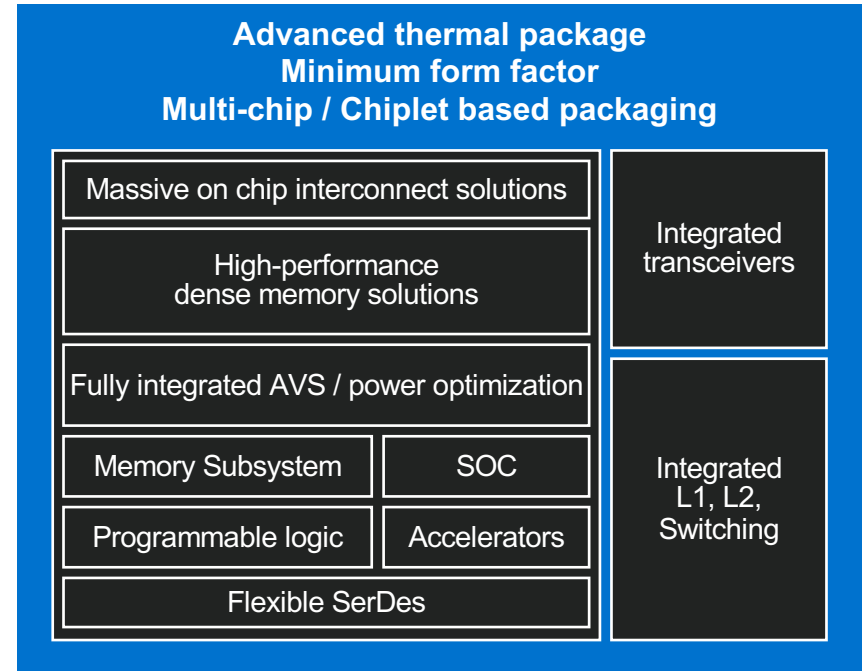 Advanced thermal package
Minimum form factor
Multi-chip / Chiplet based packaging
Massive on chip interconnect solutions
High-performance
dense memory solutions
Fully integrated AVS / power optimization
Memory Subsystem
SOC
Programmable logic
Accelerators
Flexible SerDes
Integrated
transceivers
Integrated
L1, L2,
Switching